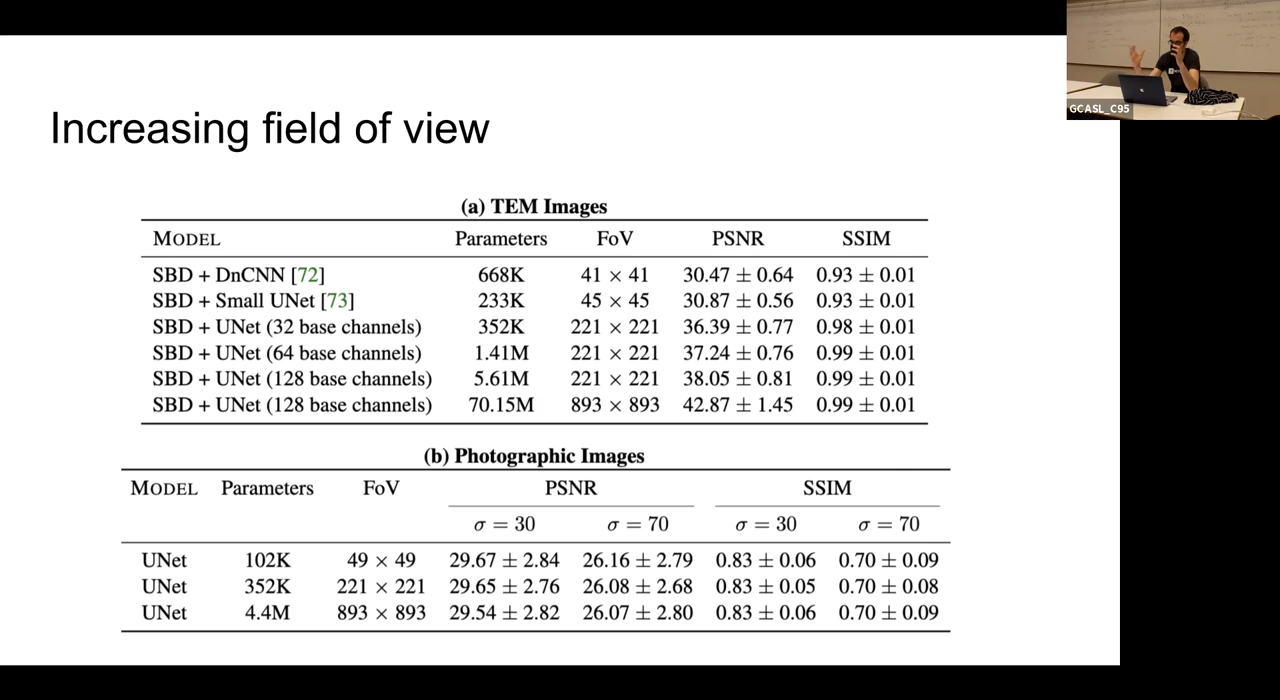 GCASL_C95
Increasing field of view
(a) TEM Images
MODEL Parameters FoV PSNR SSIM
SBD + DnCNN [72] 668K 41 × 41 30.47 ± 0.64 0.93 ± 0.01
SBD + Small UNet [73] 233K 45 × 45 30.87 ± 0.56 0.93 ± 0.01
SBD + UNet (32 base channels) 352K 221 × 221 36.39 ± 0.77 0.98 ± 0.01
SBD + UNet (64 base channels) 1.41M 221 × 221 37.24 ± 0.76 0.99 ± 0.01
SBD + UNet (128 base channels) 5.61M 221 × 221 38.05 ± 0.81 0.99 ± 0.01
SBD + UNet (128 base channels) 70.15M 893 × 893 42.87 ± 1.45 0.99 ± 0.01
(b) Photographic Images
MODEL Parameters FoV PSNR SSIM
σ = 30 σ = 70 σ = 30 σ = 70
UNet 102K 49 × 49 29.67 ± 2.84 26.16 ± 2.79 0.83 ± 0.06 0.70 ± 0.09
UNet 352K 221 × 221 29.65 ± 2.76 26.08 ± 2.68 0.83 ± 0.05 0.70 ± 0.08
UNet 4.4M 893 × 893 29.54 ± 2.82 26.07 ± 2.80 0.83 ± 0.06 0.70 ± 0.09